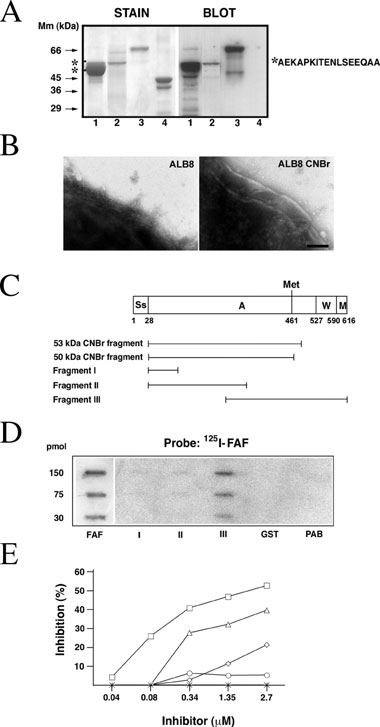 A
STAIN BLOT
Mm (kDa)
66
*
*
45
36
29
1 2 3 4 1 2 3 4
*AEKAPKITENLSEEQAA
B
ALB8 ALB8 CNBr
C
Met
Ss A W M
1 28 461 527 590 616
53 kDa CNBr fragment
50 kDa CNBr fragment
Fragment I
Fragment II
Fragment III
D
Probe: ¹²⁵I-FAF
pmol
150
75
30
FAF I II III GST PAB
E
Inhibition (%)
60
50
40
30
20
10
0.04 0.08 0.34 1.35 2.7
Inhibitor (μM)